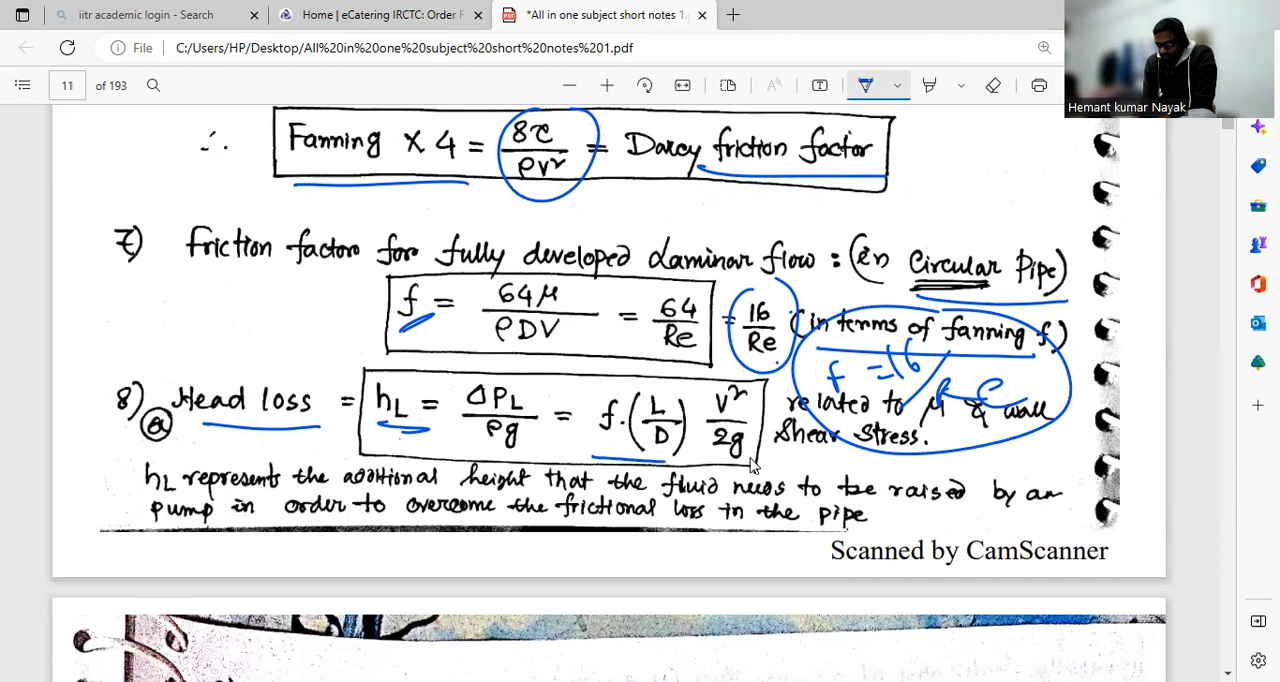 iitr academic login - Search
Home | eCatering IRCTC: Order F
*All in one subject short notes 1.
File
C:/Users/HP/Desktop/All%20in%20one%20subject%20short%20notes%201.pdf
11 of 193
Hemant kumar Nayak
∴ Fanning × 4 = 8τ/ρV² = Darcy friction factor
7) Friction factor for fully developed Laminar flow : (in Circular Pipe)
f = 64μ/ρDV = 64/Re = 16/Re (in terms of fanning f)
f = 16/Re
8) ⓐ Head loss = hL = ΔPL/ρg = f·(L/D) V²/2g related to μ & wall
Shear stress.
hL represents the additional height that the fluid needs to be raised by an
pump in order to overcome the frictional loss in the pipe
Scanned by CamScanner